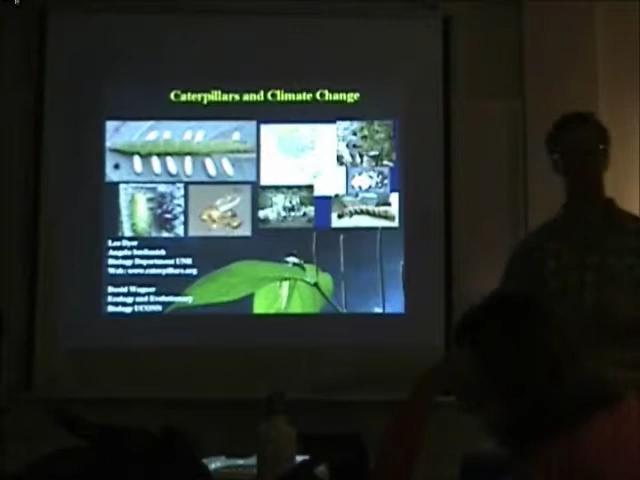 Caterpillars and Climate Change
Lee Dyer
Angela Smilanich
Biology Department UNR
Web: www.caterpillars.org
David Wagner
Ecology and Evolutionary
Biology UCONN